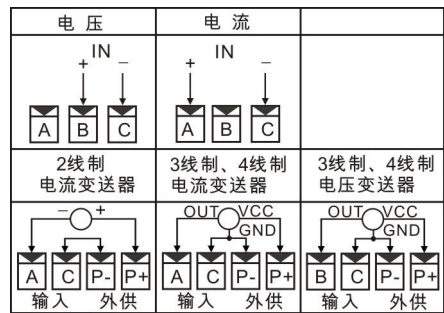 电 压
电 流
IN
+ −
A B C
IN
+ −
A B C
2线制
电流变送器
3线制、4线制
电流变送器
3线制、4线制
电压变送器
− +
A C P- P+
输入 外供
OUT VCC
GND
A C P- P+
输入 外供
OUT VCC
GND
B C P- P+
输入 外供